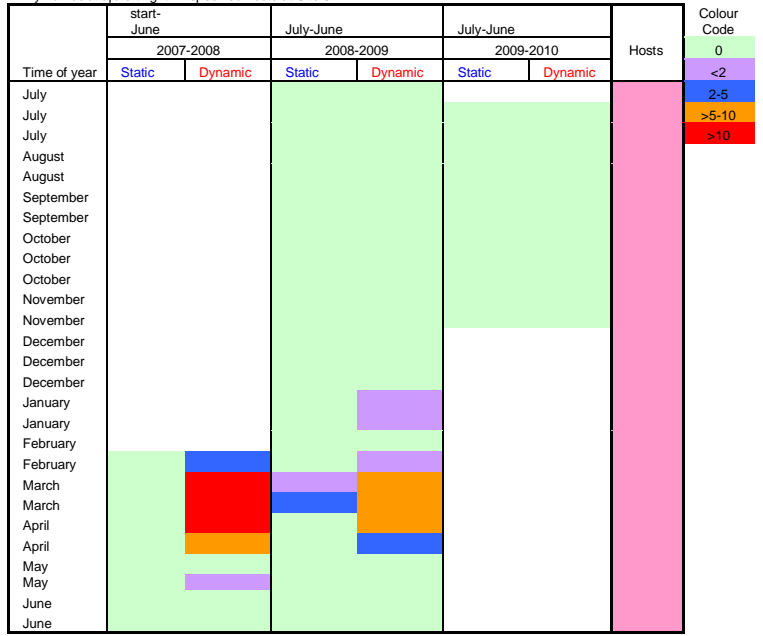 start-
June July-June July-June Colour
Code
2007-2008 2008-2009 2009-2010 Hosts 0
Time of year Static Dynamic Static Dynamic Static Dynamic <2
July 2-5
July >5-10
July >10
August
August
September
September
October
October
October
November
November
December
December
December
January
January
February
February
March
March
April
April
May
May
June
June